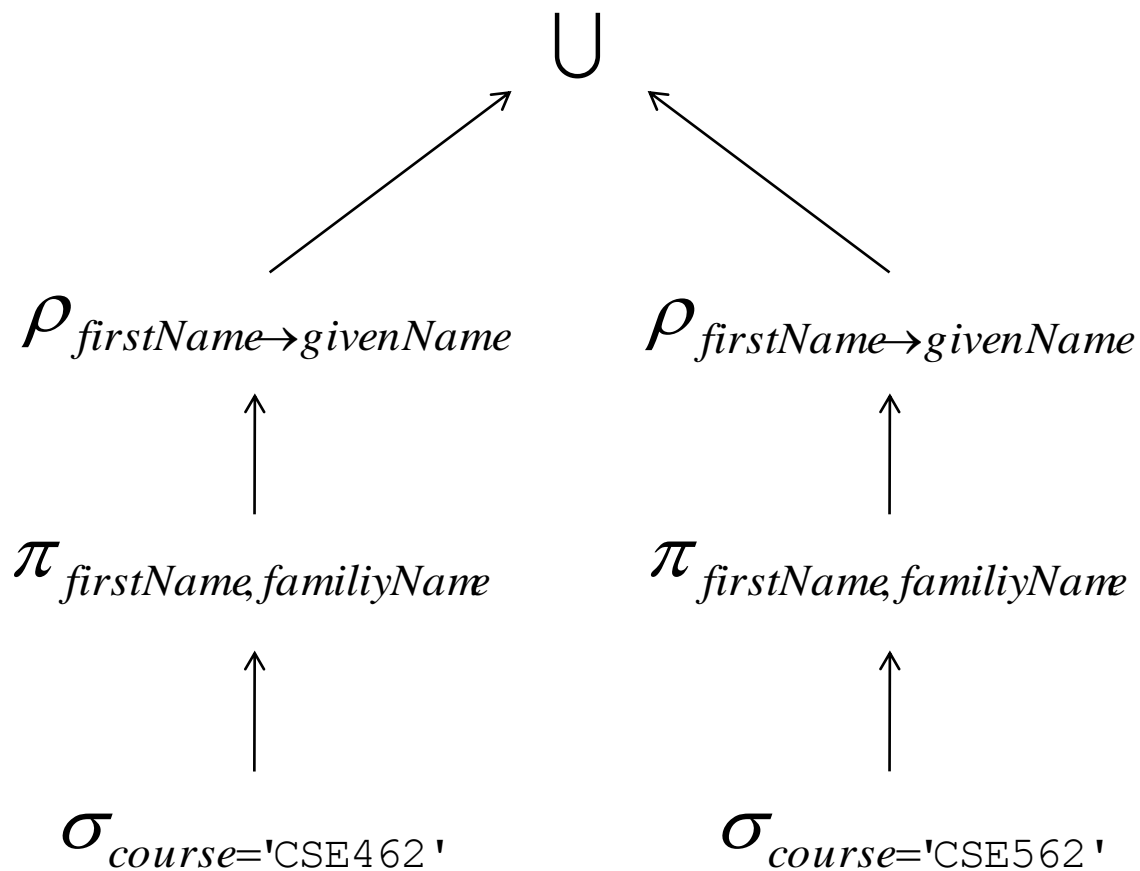 ∪
ρ firstName→givenName ρ firstName→givenName
π firstName,familiyName π firstName,familiyName
σ course='CSE462' σ course='CSE562'